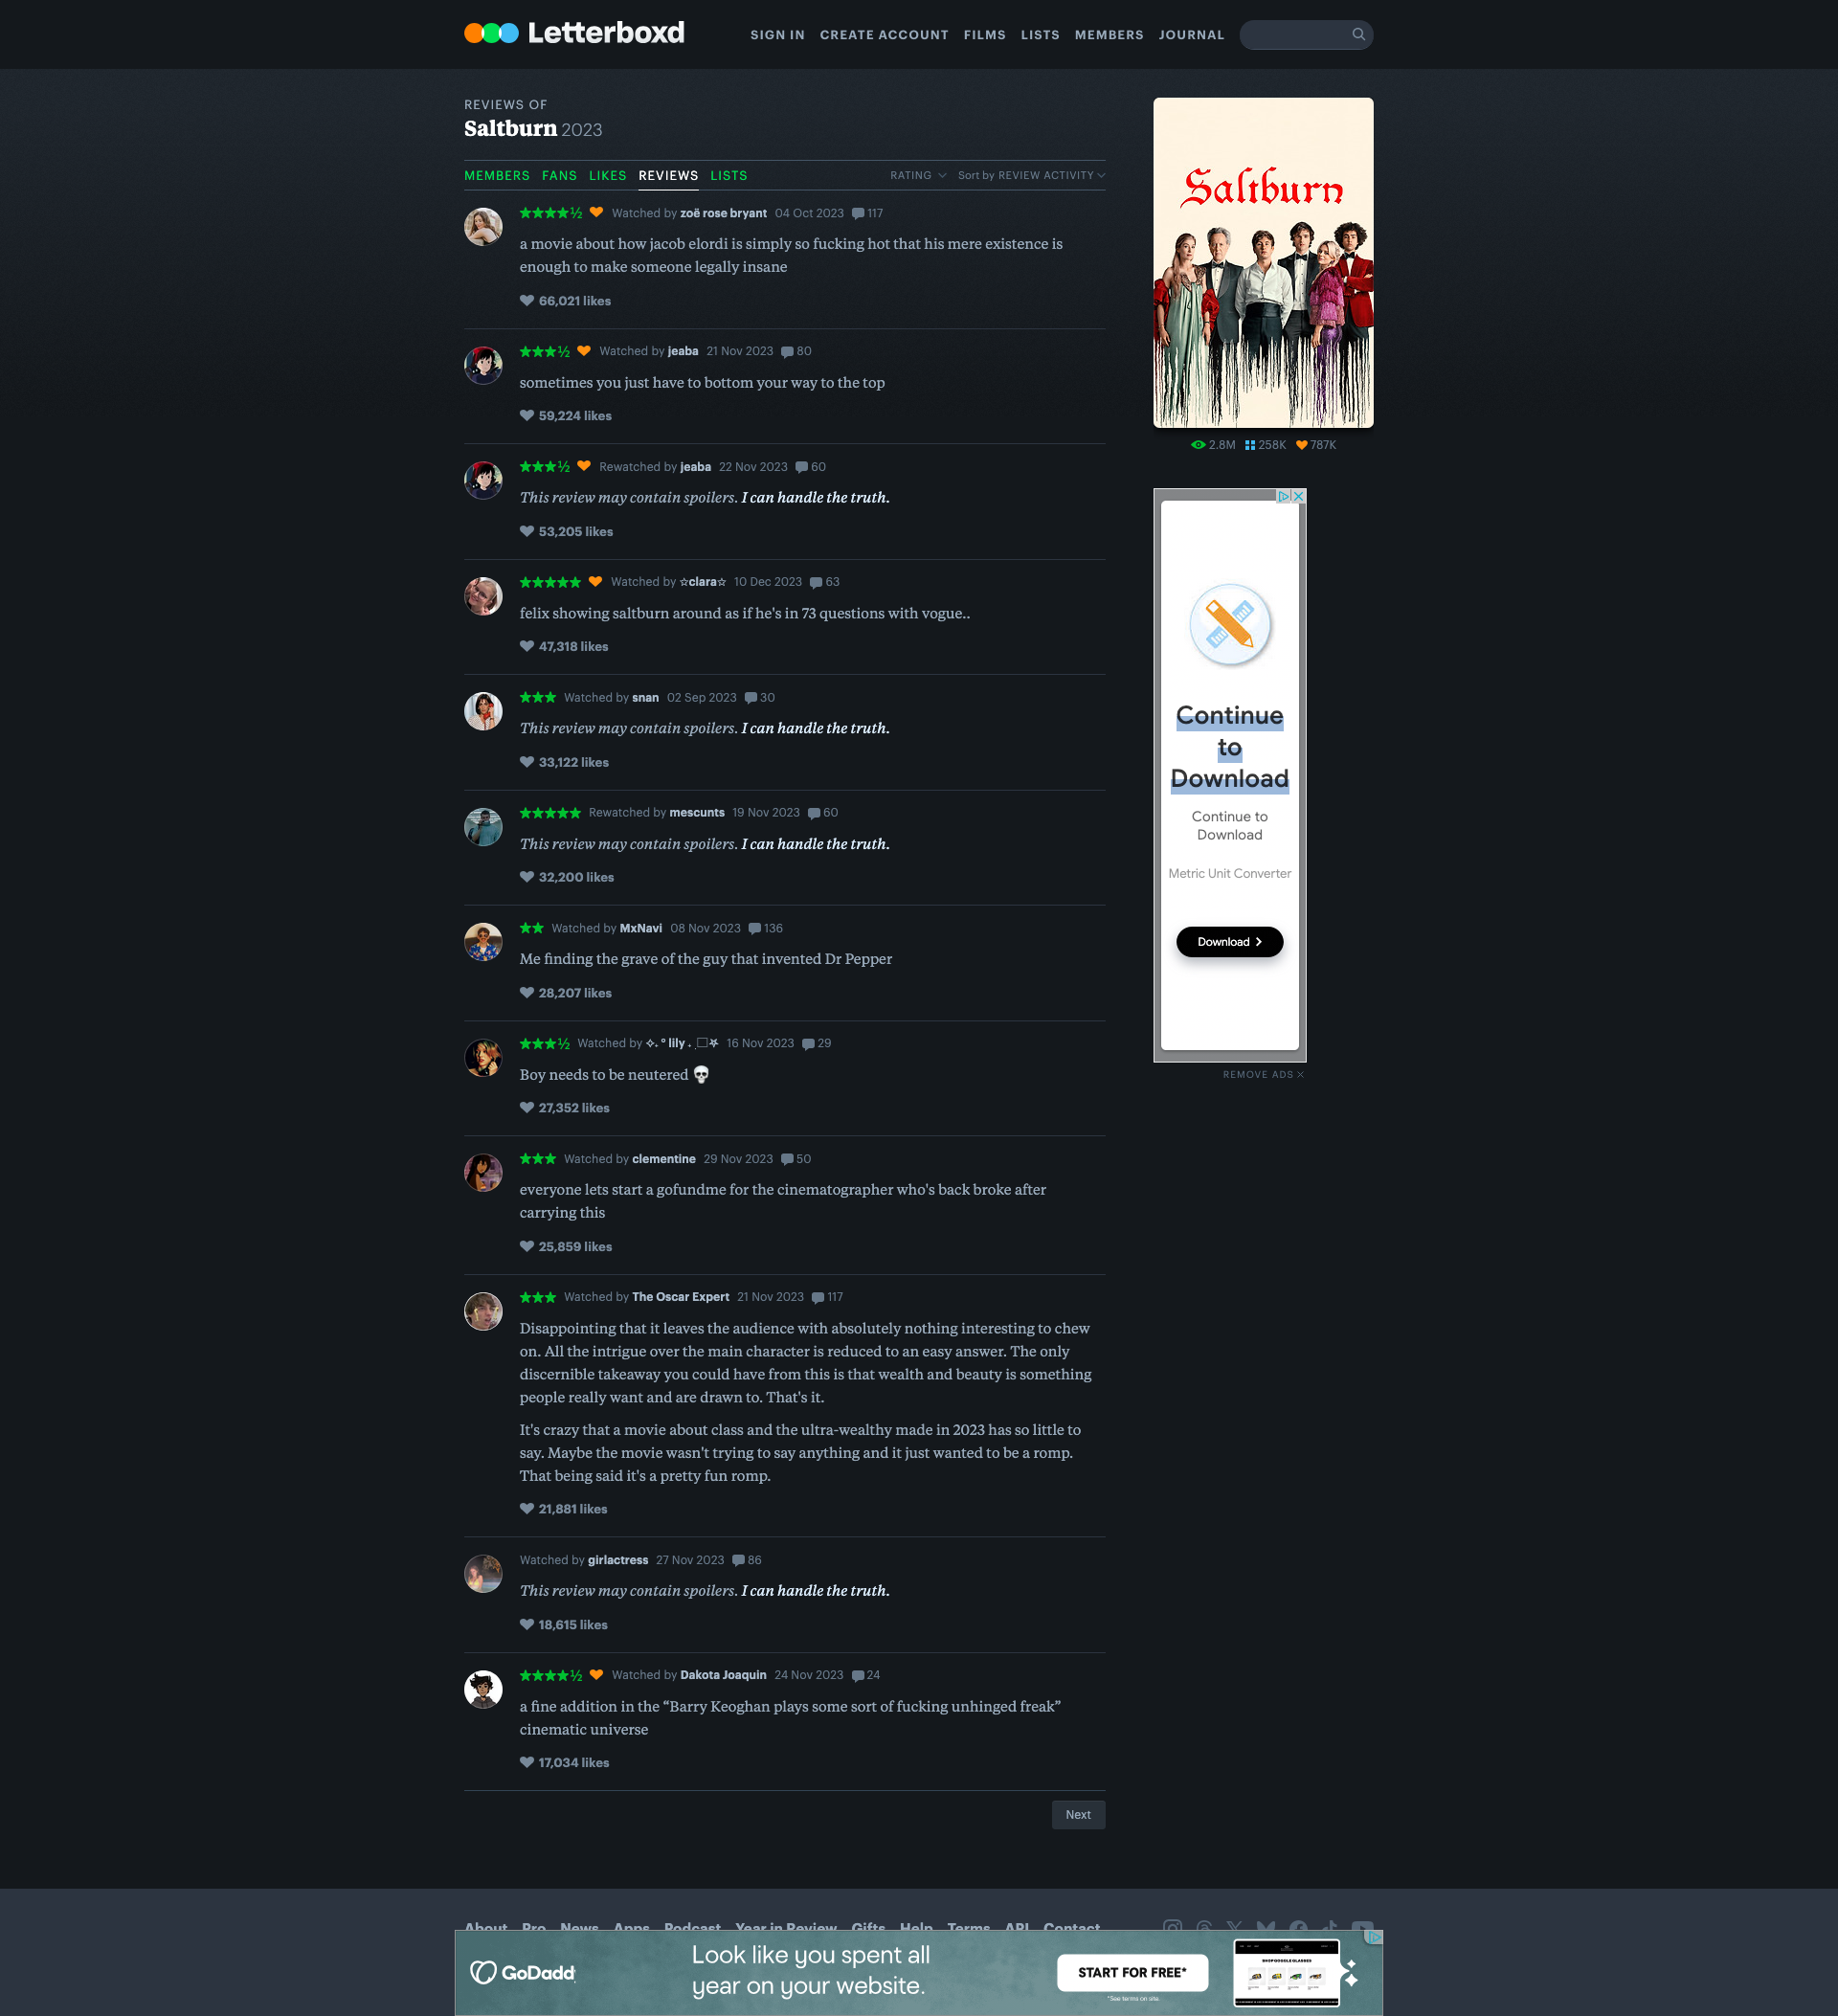 Letterboxd
SIGN IN CREATE ACCOUNT FILMS LISTS MEMBERS JOURNAL
REVIEWS OF
Saltburn 2023
MEMBERS FANS LIKES REVIEWS LISTS RATING Sort by REVIEW ACTIVITY
★★★★½ Watched by zoë rose bryant 04 Oct 2023 117
a movie about how jacob elordi is simply so fucking hot that his mere existence is
enough to make someone legally insane
66,021 likes
★★★½ Watched by jeaba 21 Nov 2023 80
sometimes you just have to bottom your way to the top
59,224 likes
★★★½ Rewatched by jeaba 22 Nov 2023 60
This review may contain spoilers. I can handle the truth.
53,205 likes
★★★★★ Watched by ☆clara☆ 10 Dec 2023 63
felix showing saltburn around as if he's in 73 questions with vogue..
47,318 likes
★★★ Watched by snan 02 Sep 2023 30
This review may contain spoilers. I can handle the truth.
33,122 likes
★★★★★ Rewatched by mescunts 19 Nov 2023 60
This review may contain spoilers. I can handle the truth.
32,200 likes
★★ Watched by MxNavi 08 Nov 2023 136
Me finding the grave of the guy that invented Dr Pepper
28,207 likes
★★★½ Watched by lily 16 Nov 2023 29
Boy needs to be neutered 💀
27,352 likes
★★★ Watched by clementine 29 Nov 2023 50
everyone lets start a gofundme for the cinematographer who's back broke after
carrying this
25,859 likes
★★★ Watched by The Oscar Expert 21 Nov 2023 117
Disappointing that it leaves the audience with absolutely nothing interesting to chew
on. All the intrigue over the main character is reduced to an easy answer. The only
discernible takeaway you could have from this is that wealth and beauty is something
people really want and are drawn to. That's it.
It's crazy that a movie about class and the ultra-wealthy made in 2023 has so little to
say. Maybe the movie wasn't trying to say anything and it just wanted to be a romp.
That being said it's a pretty fun romp.
21,881 likes
Watched by girlactress 27 Nov 2023 86
This review may contain spoilers. I can handle the truth.
18,615 likes
★★★★½ Watched by Dakota Joaquin 24 Nov 2023 24
a fine addition in the “Barry Keoghan plays some sort of fucking unhinged freak”
cinematic universe
17,034 likes
Next
Saltburn
2.8M 258K 787K
Continue
to
Download
Continue to
Download
Metric Unit Converter
Download
REMOVE ADS
About Pro News Apps Podcast Year in Review Gifts Help Terms API Contact
GoDadd
Look like you spent all
year on your website.
START FOR FREE*
*See terms on site.